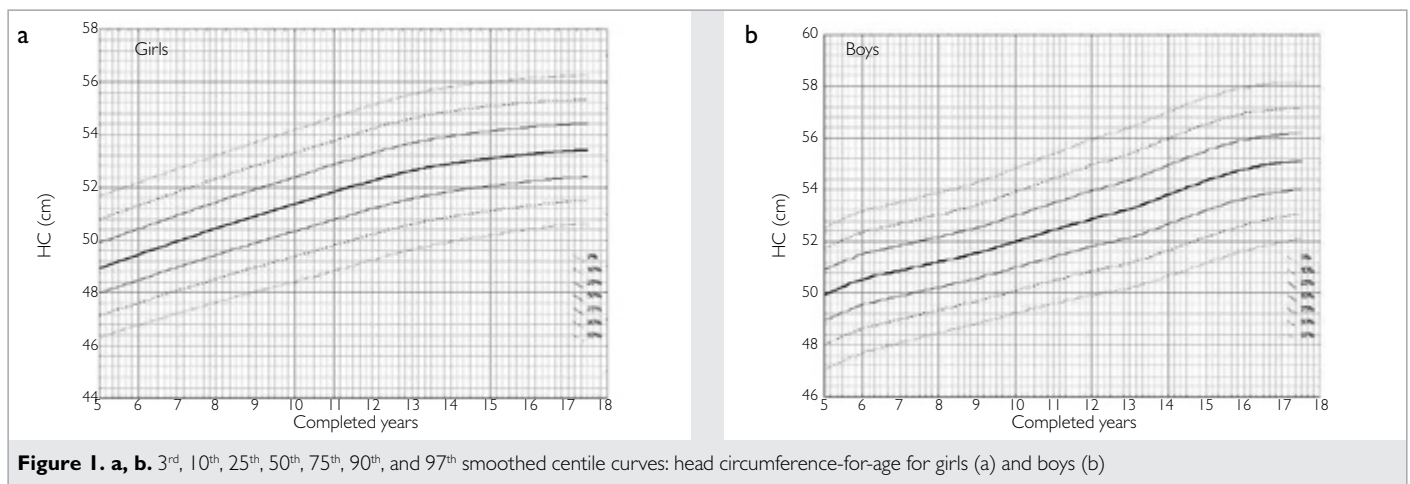 a
Girls
58
56
54
52
50
48
46
44
HC (cm)
5 6 7 8 9 10 11 12 13 14 15 16 17 18
Completed years
b
Boys
60
58
56
54
52
50
48
46
HC (cm)
5 6 7 8 9 10 11 12 13 14 15 16 17 18
Completed years
Figure 1. a, b. 3rd, 10th, 25th, 50th, 75th, 90th, and 97th smoothed centile curves: head circumference-for-age for girls (a) and boys (b)